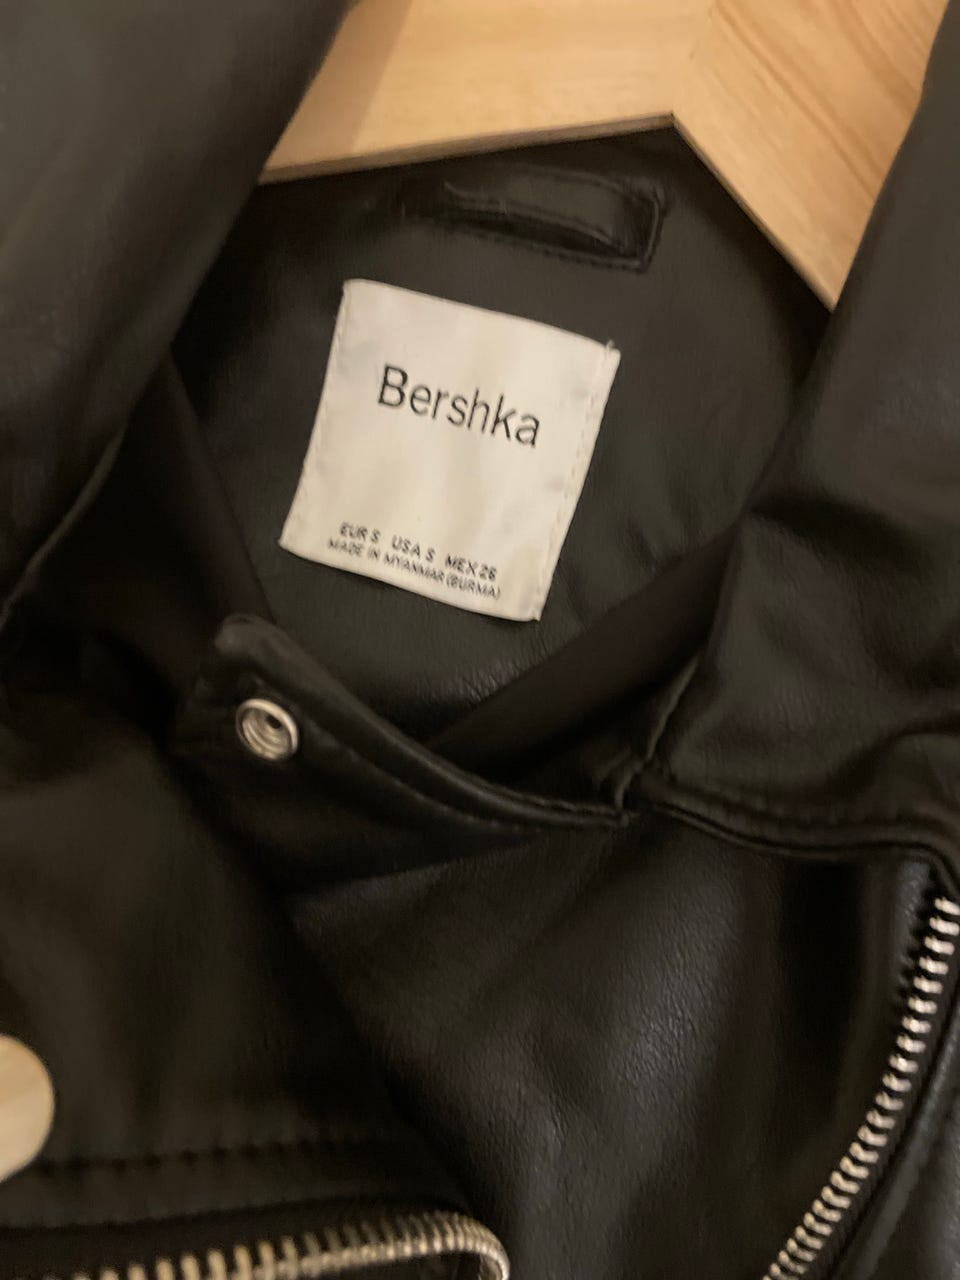 Bershka
EUR S USA S MEX 26
MADE IN MYANMAR (BURMA)